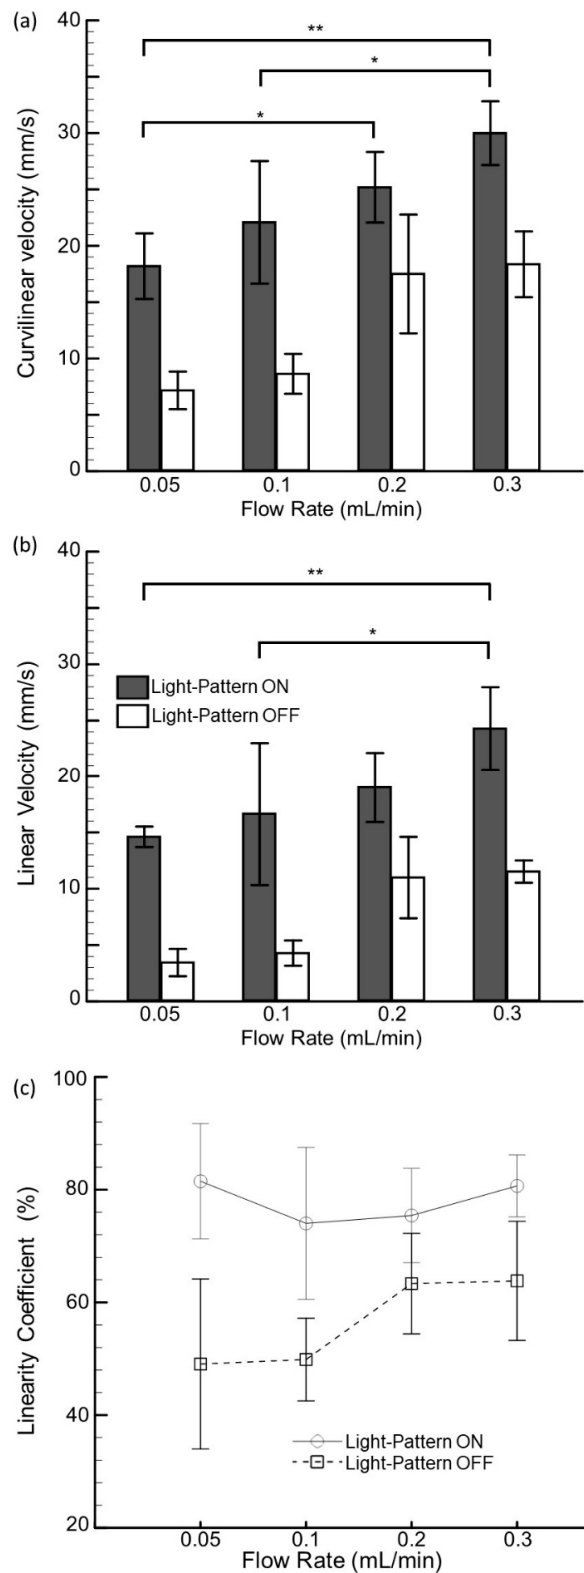 (a)
40
**
*
*
30
20
10
0
Curvilinear velocity (mm/s)
0.05 0.1 0.2 0.3
Flow Rate (mL/min)
(b)
40
**
*
30
Light-Pattern ON
Light-Pattern OFF
20
10
0
Linear Velocity (mm/s)
0.05 0.1 0.2 0.3
Flow Rate (mL/min)
(c)
100
80
60
40
20
Linearity Coefficient (%)
Light-Pattern ON
Light-Pattern OFF
0.05 0.1 0.2 0.3
Flow Rate (mL/min)